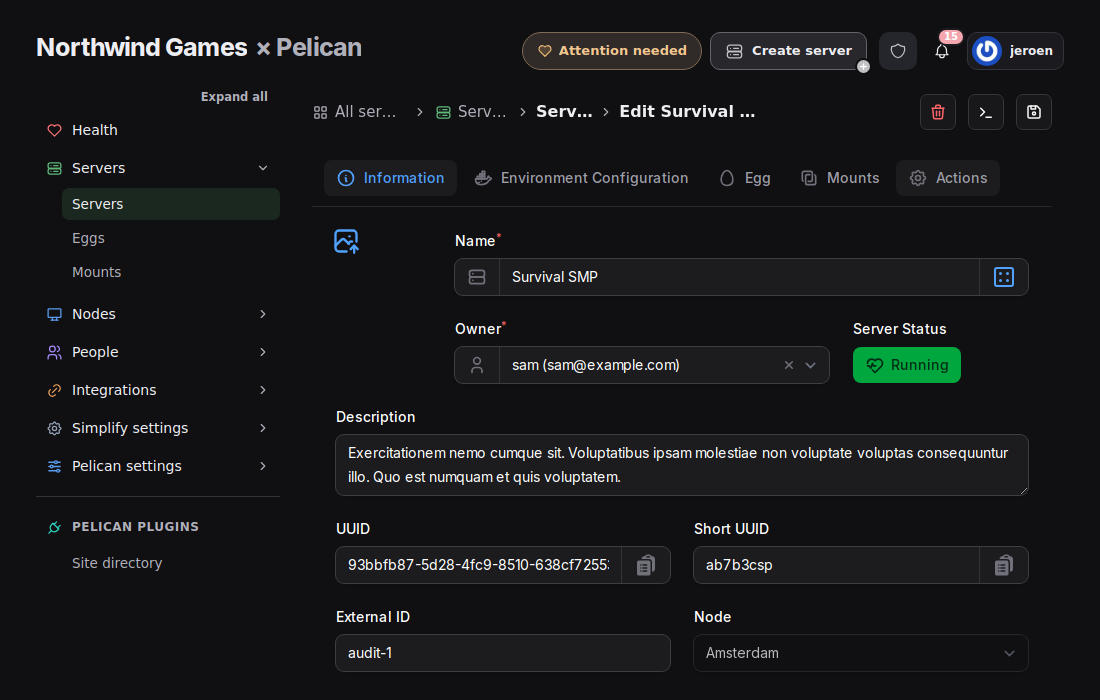 Northwind Games × Pelican
Attention needed
Create server
15
jeroen
Expand all
Health
Servers
Servers
Eggs
Mounts
Nodes
People
Integrations
Simplify settings
Pelican settings
PELICAN PLUGINS
Site directory
All ser... > Serv... > Serv... > Edit Survival ...
Information
Environment Configuration
Egg
Mounts
Actions
Name*
Survival SMP
Owner*
Server Status
sam (sam@example.com)
Running
Description
Exercitationem nemo cumque sit. Voluptatibus ipsam molestiae non voluptate voluptas consequuntur
illo. Quo est numquam et quis voluptatem.
UUID
Short UUID
93bbfb87-5d28-4fc9-8510-638cf7255
ab7b3csp
External ID
Node
audit-1
Amsterdam